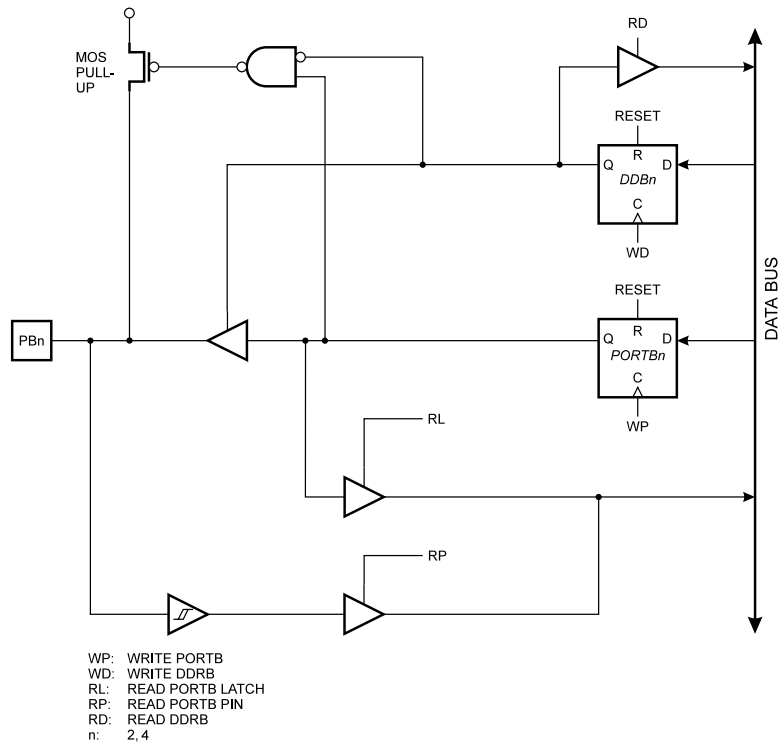 RD
MOS
PULL-
UP
RESET
R
Q
D
DDBn
C
WD
DATA BUS
RESET
R
PBn
Q
D
PORTBn
C
WP
RL
RP
WP: WRITE PORTB
WD: WRITE DDRB
RL: READ PORTB LATCH
RP: READ PORTB PIN
RD: READ DDRB
n: 2, 4